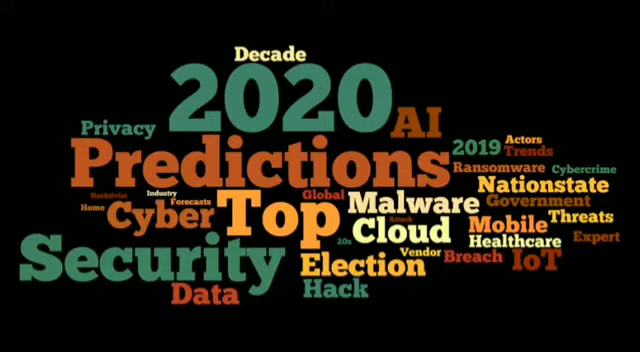 Decade
2020
AI
Privacy
Predictions
2019
Actors
Trends
Ransomware
Cybercrime
Nationstate
Hacktivist
Industry
Forecasts
Home
Cyber
Top
Global
Malware
Government
Attack
Cloud
Mobile
Threats
Healthcare
Expert
20s
Security
Election
Vendor
Breach
IoT
Data
Hack